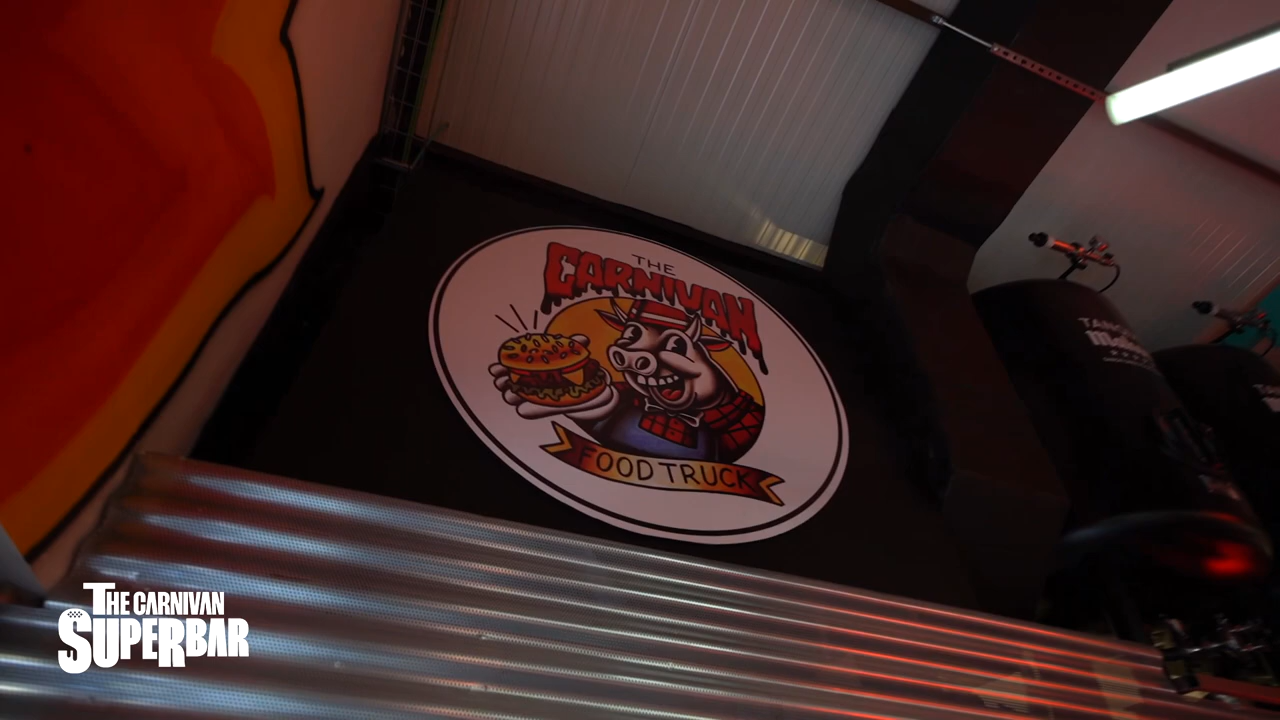 THE
CARNIVAN
FOOD TRUCK
THE CARNIVAN
SUPERBAR